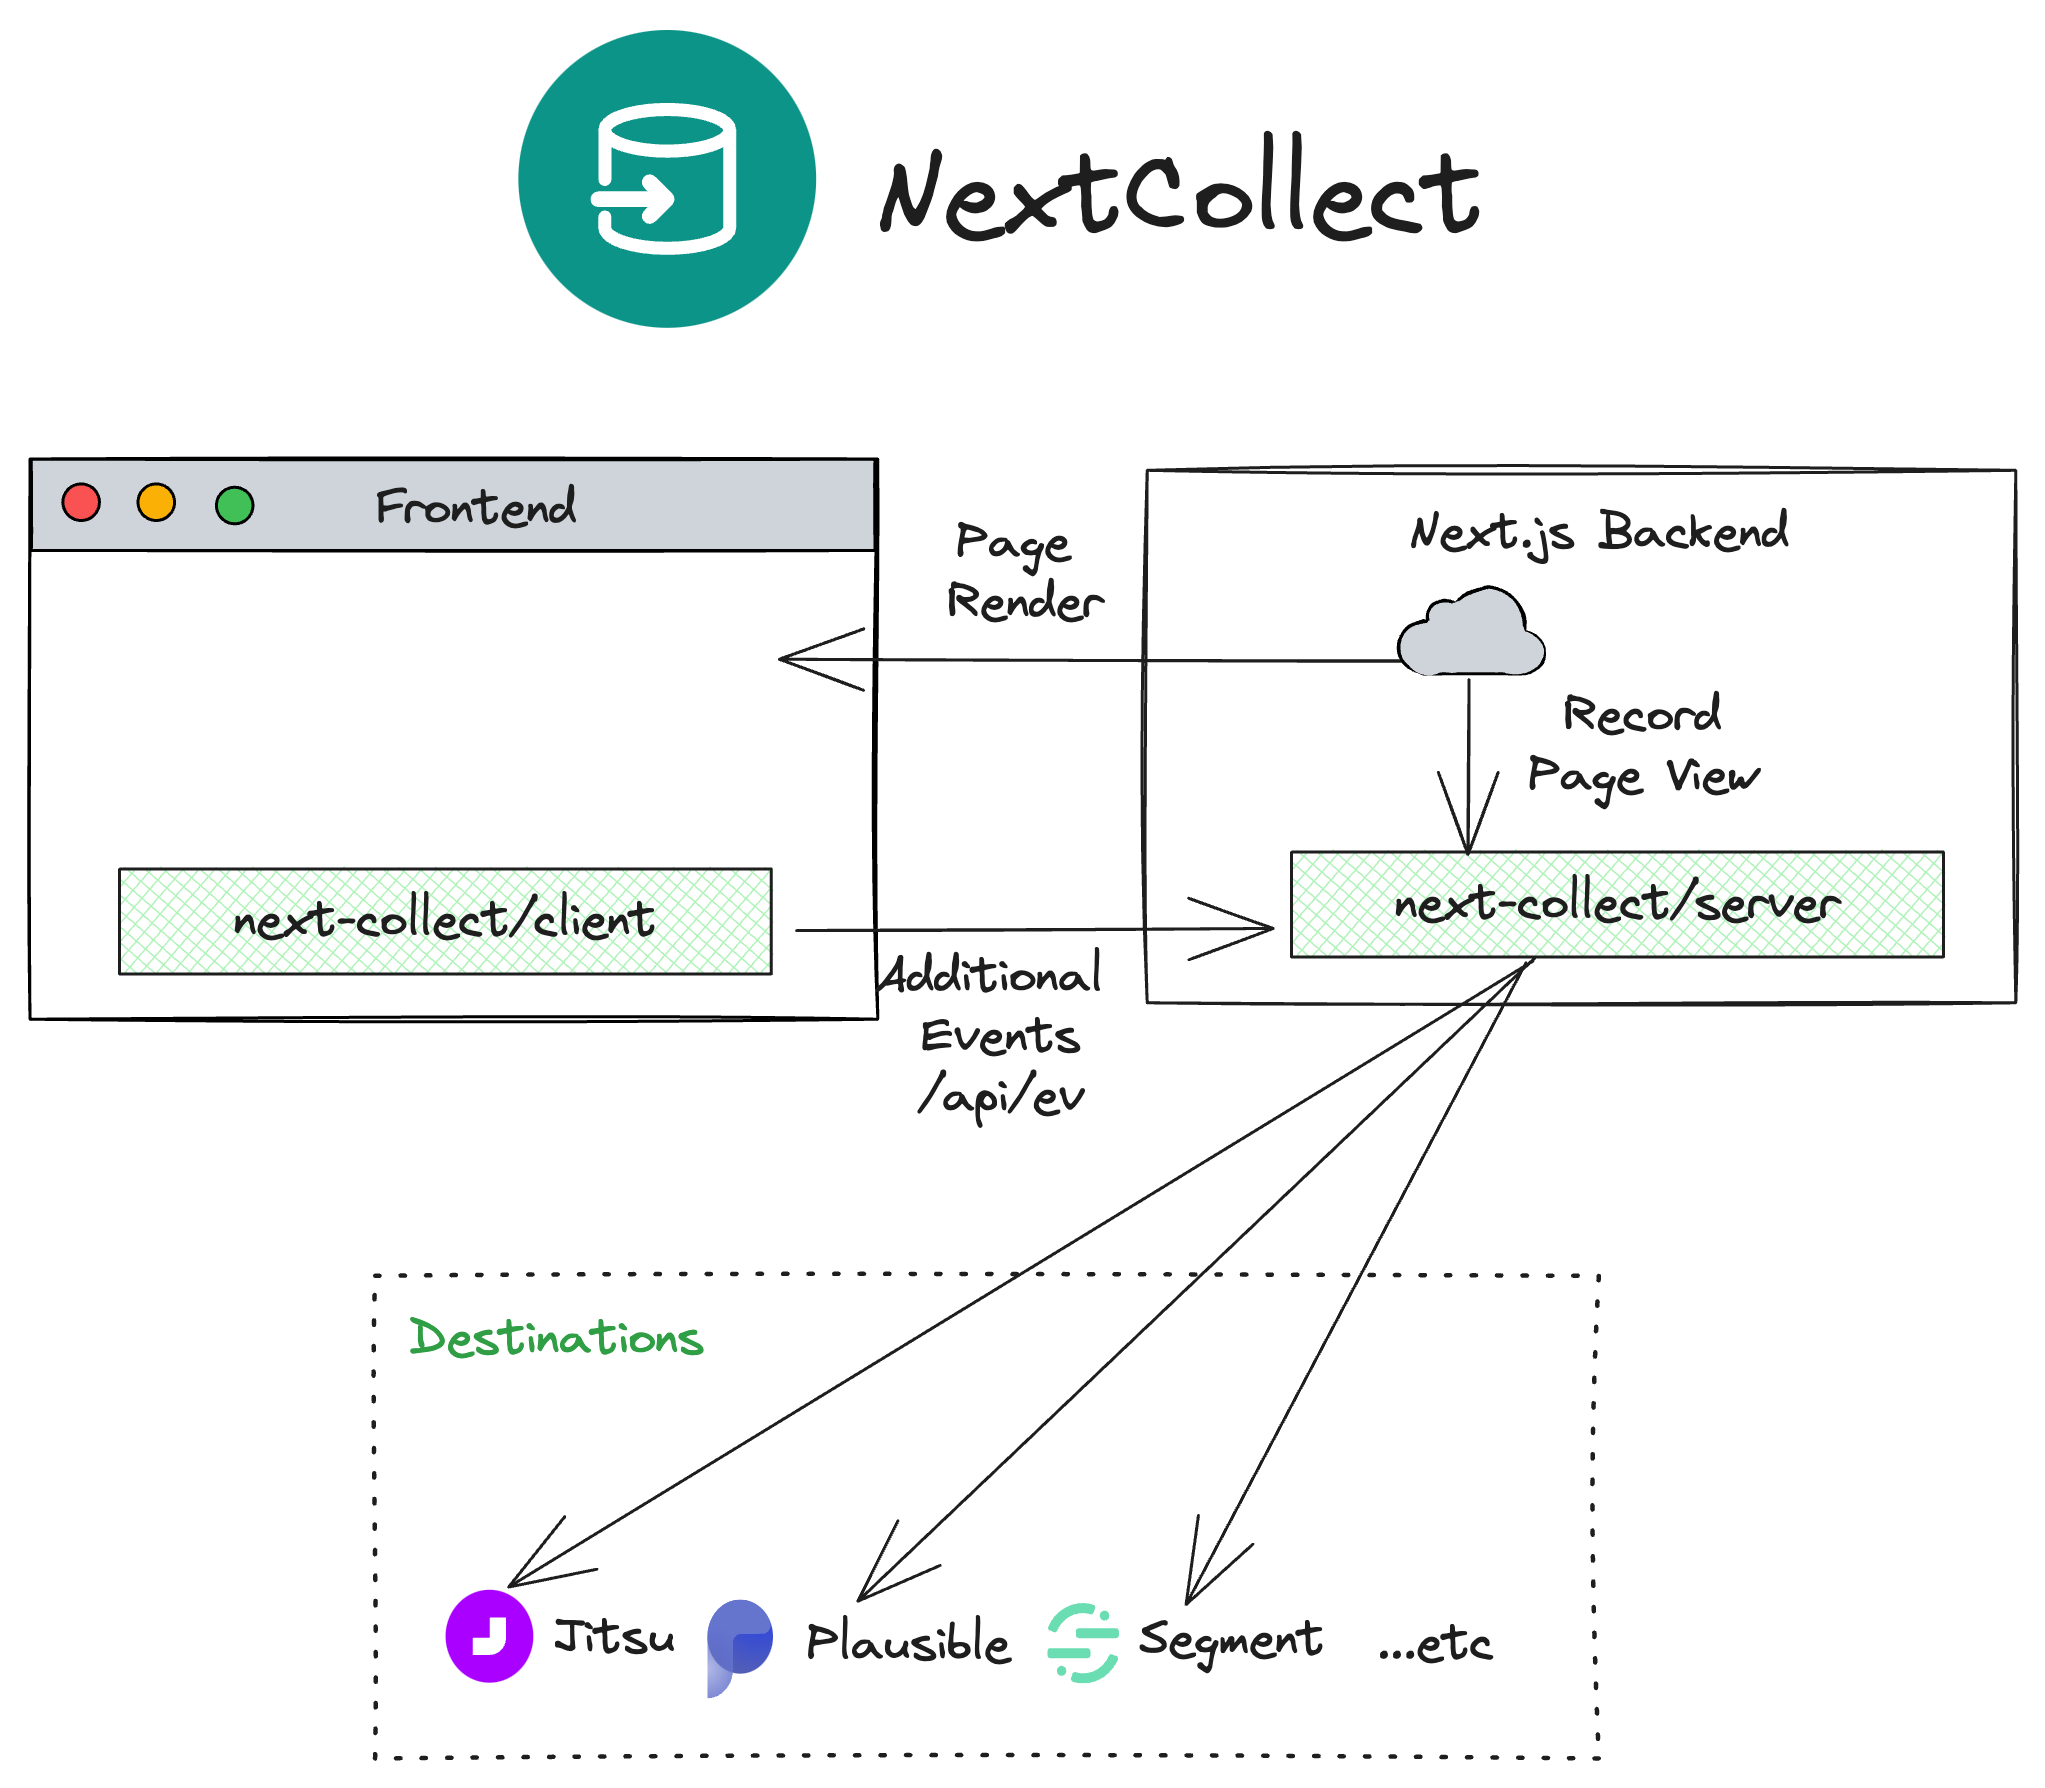 NextCollect
Frontend
Next.js Backend
Page
Render
Record
Page View
next-collect/client
next-collect/server
Additional
Events
/api/ev
Destinations
Jitsu
Plausible
Segment
...etc